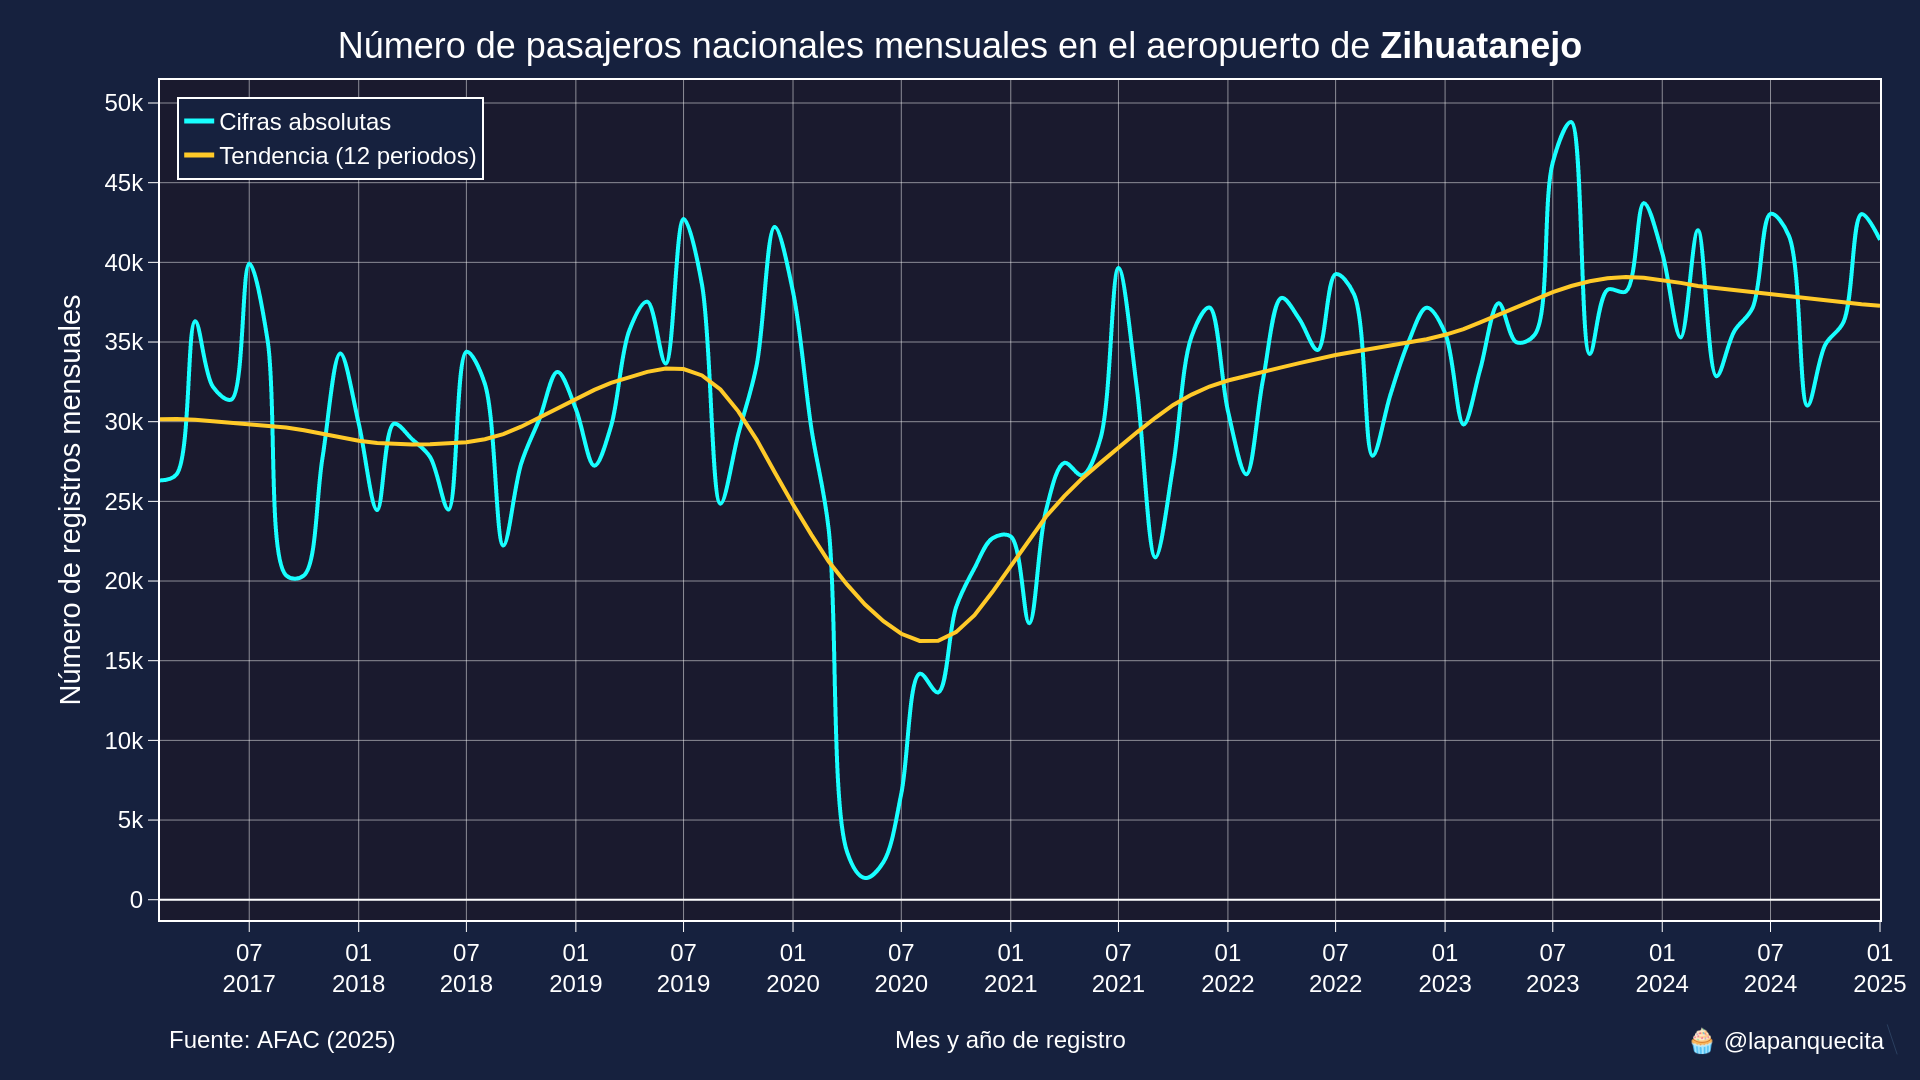 Número de pasajeros nacionales mensuales en el aeropuerto de Zihuatanejo
Cifras absolutas
Tendencia (12 periodos)
Número de registros mensuales
50k
45k
40k
35k
30k
25k
20k
15k
10k
5k
0
07 01 07 01 07 01 07 01 07 01 07 01 07 01 07 01
2017 2018 2018 2019 2019 2020 2020 2021 2021 2022 2022 2023 2023 2024 2024 2025
Fuente: AFAC (2025)
Mes y año de registro
🧁 @lapanquecita